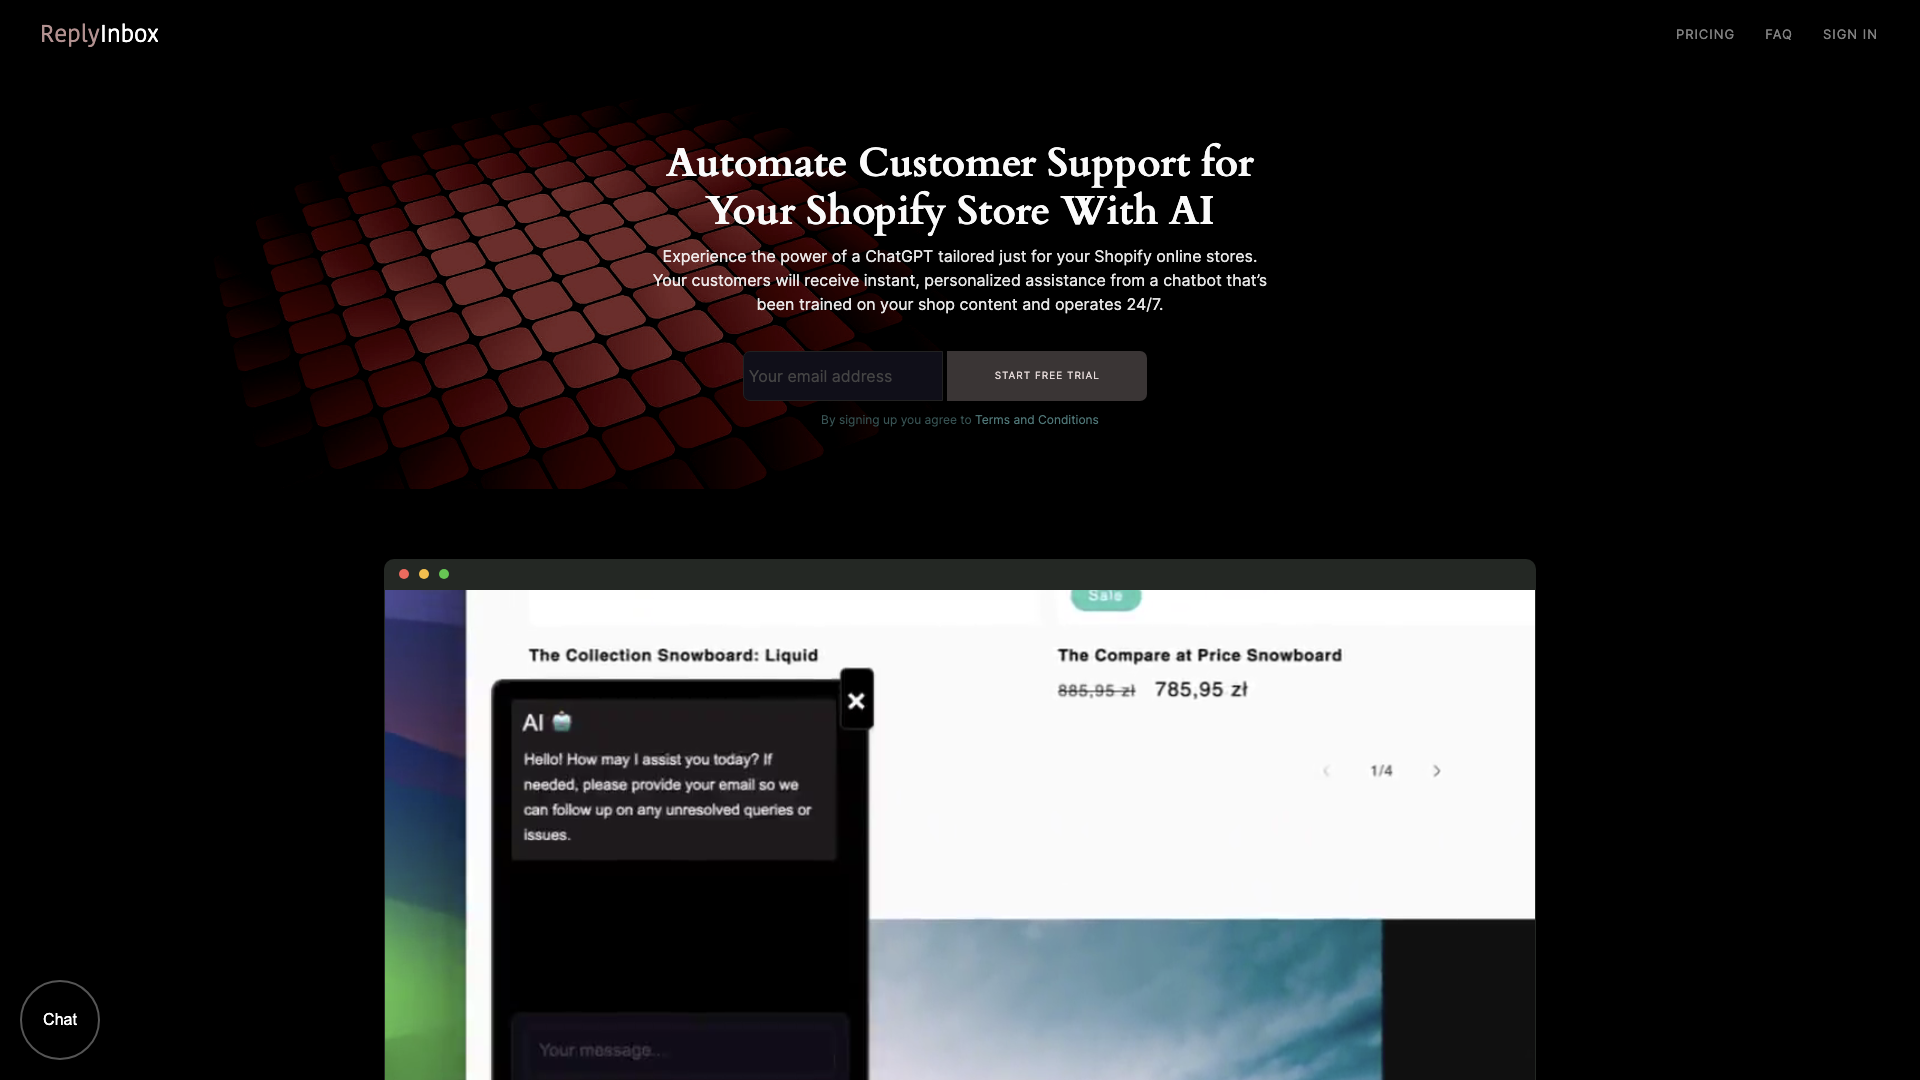 ReplyInbox
PRICING
FAQ
SIGN IN
Automate Customer Support for
Your Shopify Store With AI
Experience the power of a ChatGPT tailored just for your Shopify online stores.
Your customers will receive instant, personalized assistance from a chatbot that's
been trained on your shop content and operates 24/7.
Your email address
START FREE TRIAL
By signing up you agree to Terms and Conditions
Sale
The Collection Snowboard: Liquid
The Compare at Price Snowboard
885,95 zł 785,95 zł
AI
Hello! How may I assist you today? If
needed, please provide your email so we
can follow up on any unresolved queries or
issues.
1/4
Your message...
Chat